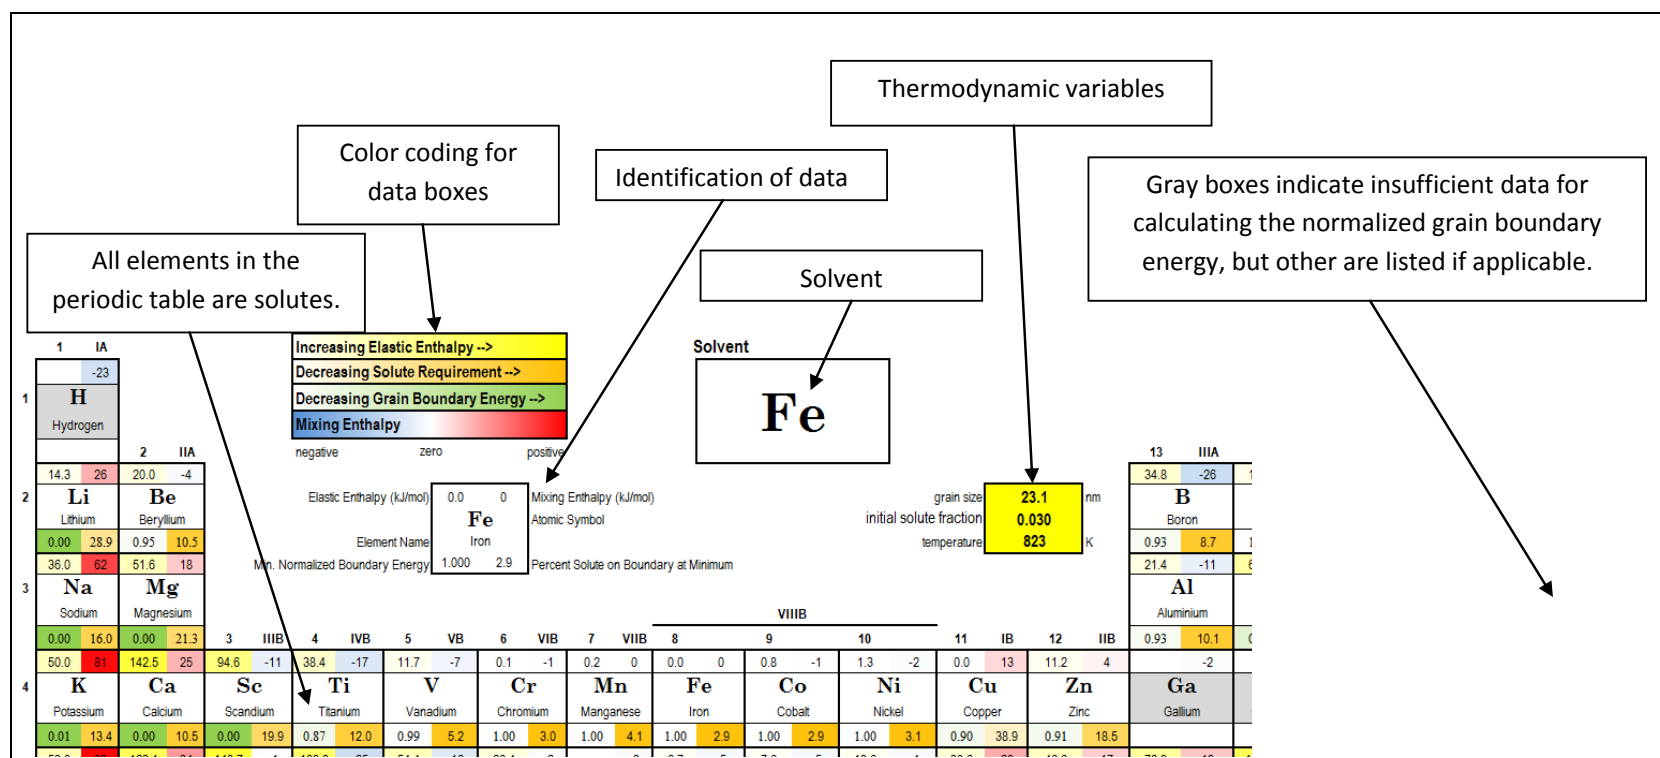 Thermodynamic variables
Color coding for
data boxes
Identification of data
Gray boxes indicate insufficient data for
calculating the normalized grain boundary
energy, but other are listed if applicable.
All elements in the
periodic table are solutes.
Solvent
1 IA
Increasing Elastic Enthalpy -->
Solvent
-23
Decreasing Solute Requirement -->
1 H
Decreasing Grain Boundary Energy -->
Fe
Hydrogen
Mixing Enthalpy
2 IIA
negative zero positive
13 IIIA
14.3 26 20.0 -4
34.8 -26 1
2 Li Be
Elastic Enthalpy (kJ/mol) 0.0 0 Mixing Enthalpy (kJ/mol)
grain size 23.1 nm
B
Lithium Beryllium
Fe Atomic Symbol
initial solute fraction 0.030
Boron
0.00 28.9 0.95 10.5
Element Name Iron
temperature 823 K
0.93 8.7 1
36.0 62 51.6 18
Min. Normalized Boundary Energy 1.000 2.9 Percent Solute on Boundary at Minimum
21.4 -11 6
3 Na Mg Al
Sodium Magnesium Aluminium
VIIIB
0.00 16.0 0.00 21.3 3 IIIB 4 IVB 5 VB 6 VIB 7 VIIB 8 9 10 11 IB 12 IIB 0.93 10.1
50.0 81 142.5 25 94.6 -11 38.4 -17 11.7 -7 0.1 -1 0.2 0 0.0 0 0.8 -1 1.3 -2 0.0 13 11.2 4 -2
4 K Ca Sc Ti V Cr Mn Fe Co Ni Cu Zn Ga
Potassium Calcium Scandium Titanium Vanadium Chromium Manganese Iron Cobalt Nickel Copper Zinc Gallium
0.01 13.4 0.00 10.5 0.00 19.9 0.87 12.0 0.99 5.2 1.00 3.0 1.00 4.1 1.00 2.9 1.00 2.9 1.00 3.1 0.90 38.9 0.91 18.5